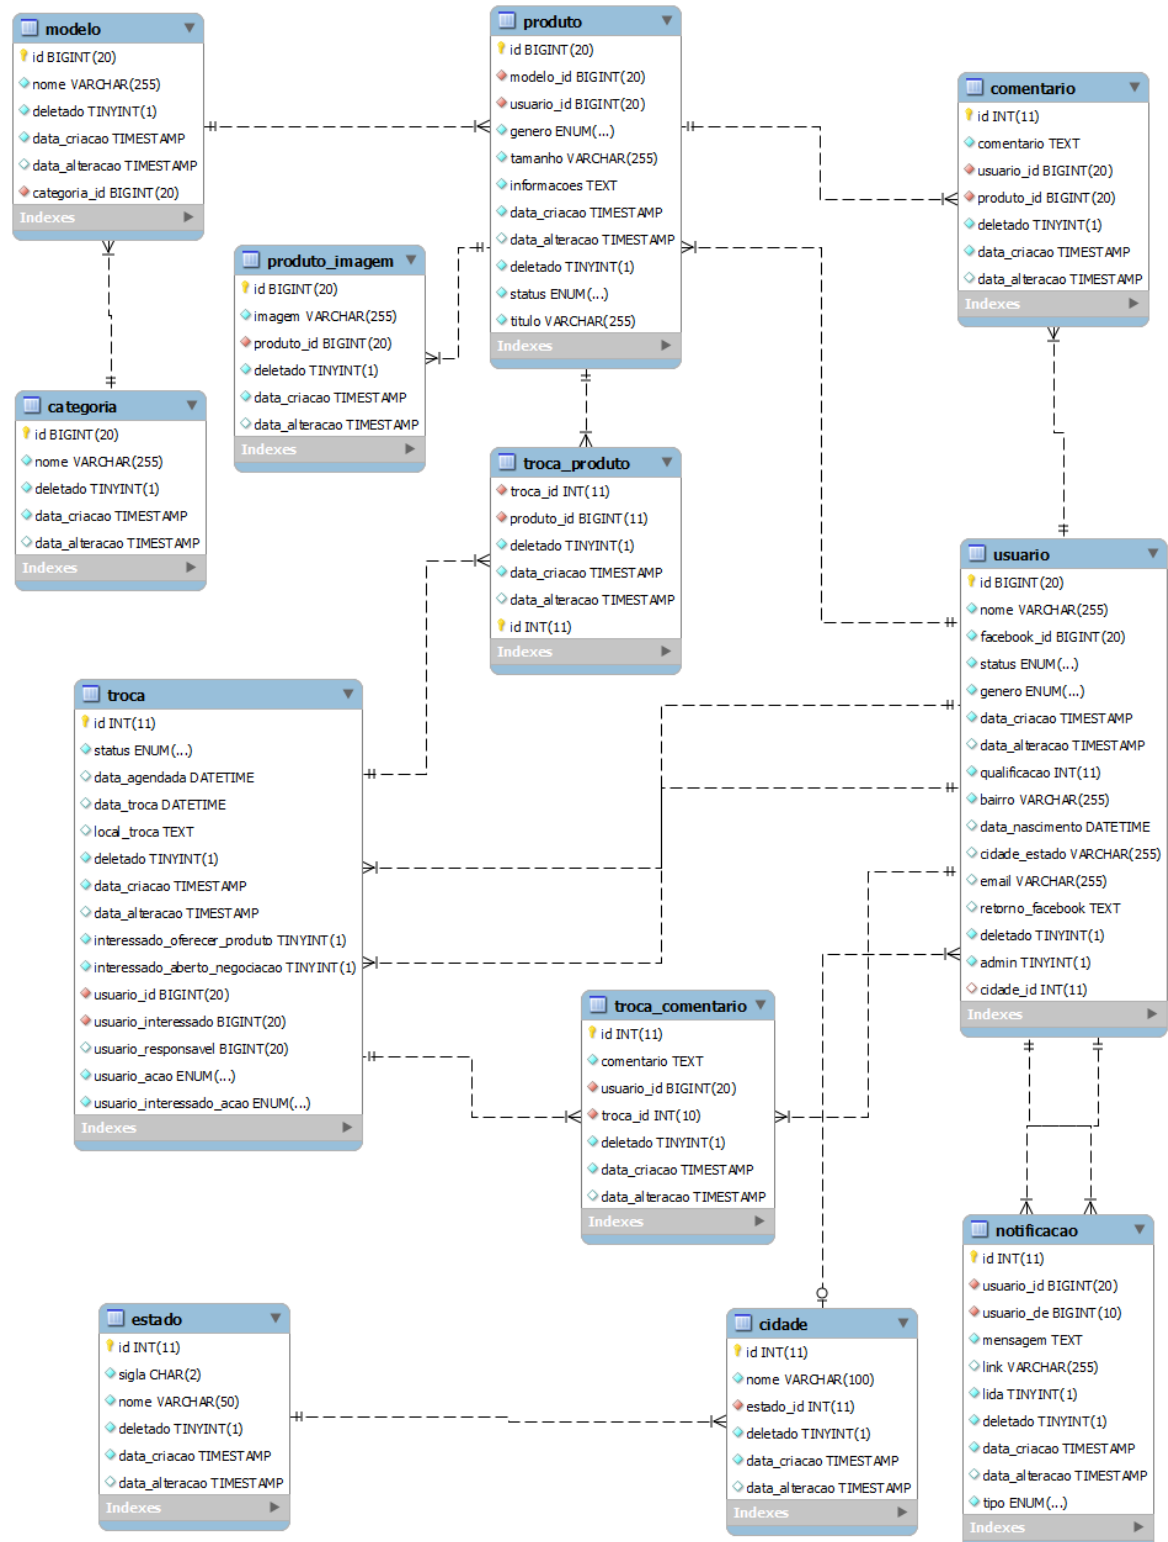 modelo
id BIGINT(20)
nome VARCHAR(255)
deletado TINYINT(1)
data_criacao TIMESTAMP
data_alteracao TIMESTAMP
categoria_id BIGINT(20)
Indexes
produto
id BIGINT(20)
modelo_id BIGINT(20)
usuario_id BIGINT(20)
genero ENUM(...)
tamanho VARCHAR(255)
informacoes TEXT
data_criacao TIMESTAMP
data_alteracao TIMESTAMP
deletado TINYINT(1)
status ENUM(...)
titulo VARCHAR(255)
Indexes
comentario
id INT(11)
comentario TEXT
usuario_id BIGINT(20)
produto_id BIGINT(20)
deletado TINYINT(1)
data_criacao TIMESTAMP
data_alteracao TIMESTAMP
Indexes
produto_imagem
id BIGINT(20)
imagem VARCHAR(255)
produto_id BIGINT(20)
deletado TINYINT(1)
data_criacao TIMESTAMP
data_alteracao TIMESTAMP
Indexes
categoria
id BIGINT(20)
nome VARCHAR(255)
deletado TINYINT(1)
data_criacao TIMESTAMP
data_alteracao TIMESTAMP
Indexes
troca_produto
troca_id INT(11)
produto_id BIGINT(11)
deletado TINYINT(1)
data_criacao TIMESTAMP
data_alteracao TIMESTAMP
id INT(11)
Indexes
usuario
id BIGINT(20)
nome VARCHAR(255)
facebook_id BIGINT(20)
status ENUM(...)
genero ENUM(...)
data_criacao TIMESTAMP
data_alteracao TIMESTAMP
qualificacao INT(11)
bairro VARCHAR(255)
data_nascimento DATETIME
cidade_estado VARCHAR(255)
email VARCHAR(255)
retorno_facebook TEXT
deletado TINYINT(1)
admin TINYINT(1)
cidade_id INT(11)
Indexes
troca
id INT(11)
status ENUM(...)
data_agendada DATETIME
data_troca DATETIME
local_troca TEXT
deletado TINYINT(1)
data_criacao TIMESTAMP
data_alteracao TIMESTAMP
interessado_oferecer_produto TINYINT(1)
interessado_aberto_negociacao TINYINT(1)
usuario_id BIGINT(20)
usuario_interessado BIGINT(20)
usuario_responsavel BIGINT(20)
usuario_acao ENUM(...)
usuario_interessado_acao ENUM(...)
Indexes
troca_comentario
id INT(11)
comentario TEXT
usuario_id BIGINT(20)
troca_id INT(10)
deletado TINYINT(1)
data_criacao TIMESTAMP
data_alteracao TIMESTAMP
Indexes
notificacao
id INT(11)
usuario_id BIGINT(20)
usuario_de BIGINT(10)
mensagem TEXT
link VARCHAR(255)
lida TINYINT(1)
deletado TINYINT(1)
data_criacao TIMESTAMP
data_alteracao TIMESTAMP
tipo ENUM(...)
Indexes
estado
id INT(11)
sigla CHAR(2)
nome VARCHAR(50)
deletado TINYINT(1)
data_criacao TIMESTAMP
data_alteracao TIMESTAMP
Indexes
cidade
id INT(11)
nome VARCHAR(100)
estado_id INT(11)
deletado TINYINT(1)
data_criacao TIMESTAMP
data_alteracao TIMESTAMP
Indexes